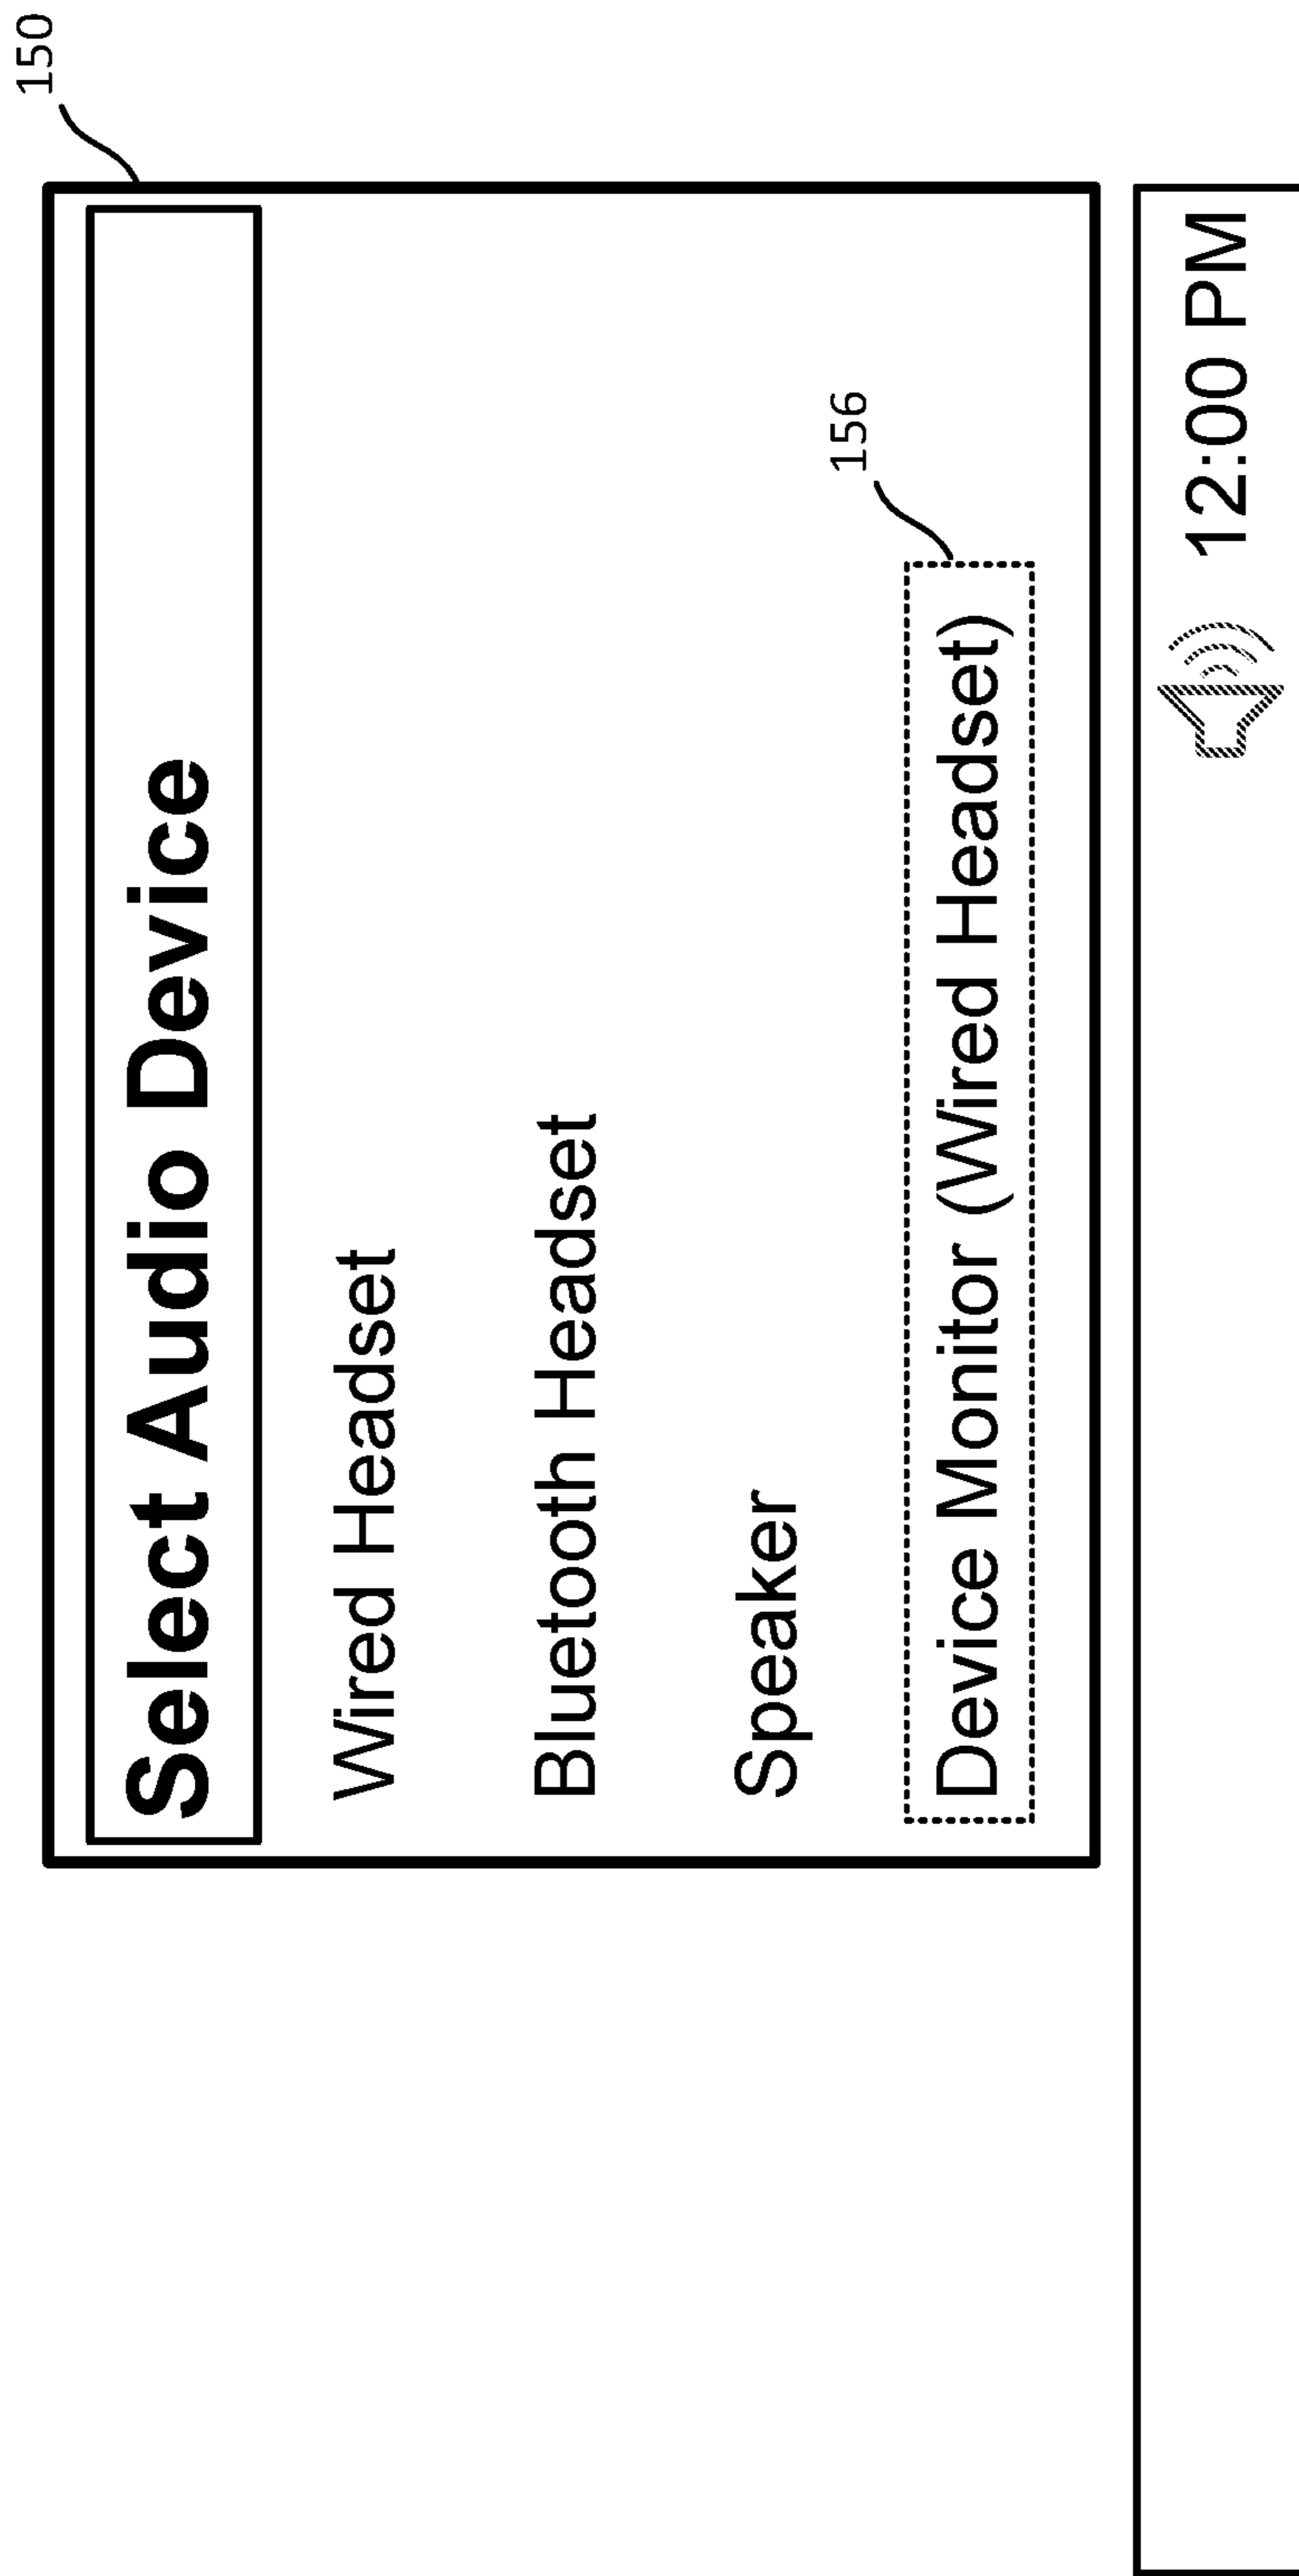 150
Select Audio Device
Wired Headset
Bluetooth Headset
Speaker
156
Device Monitor (Wired Headset)
12:00 PM